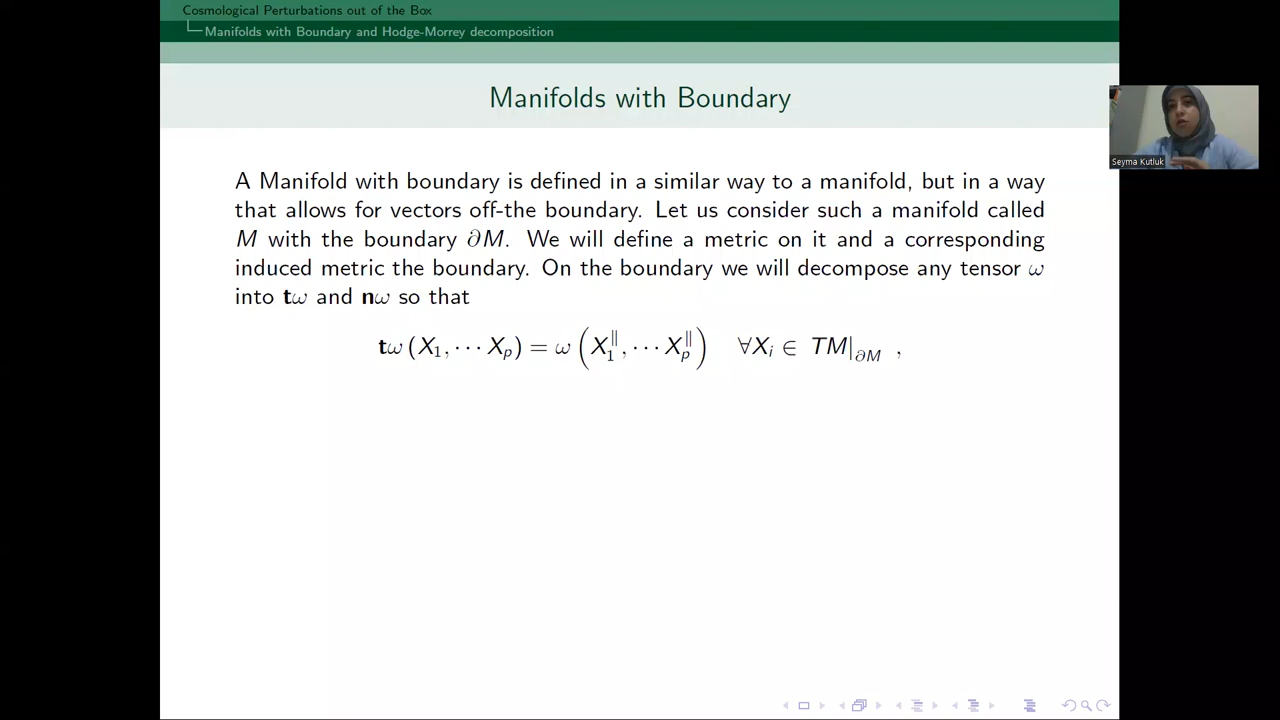 Cosmological Perturbations out of the Box
Manifolds with Boundary and Hodge-Morrey decomposition
Manifolds with Boundary
A Manifold with boundary is defined in a similar way to a manifold, but in a way
that allows for vectors off-the boundary. Let us consider such a manifold called
M with the boundary ∂M. We will define a metric on it and a corresponding
induced metric the boundary. On the boundary we will decompose any tensor ω
into tω and nω so that
tω (X₁, ⋯ Xₚ) = ω (X₁^∥, ⋯ Xₚ^∥) ∀Xᵢ ∈ TM|_∂M ,
Seyma Kutluk